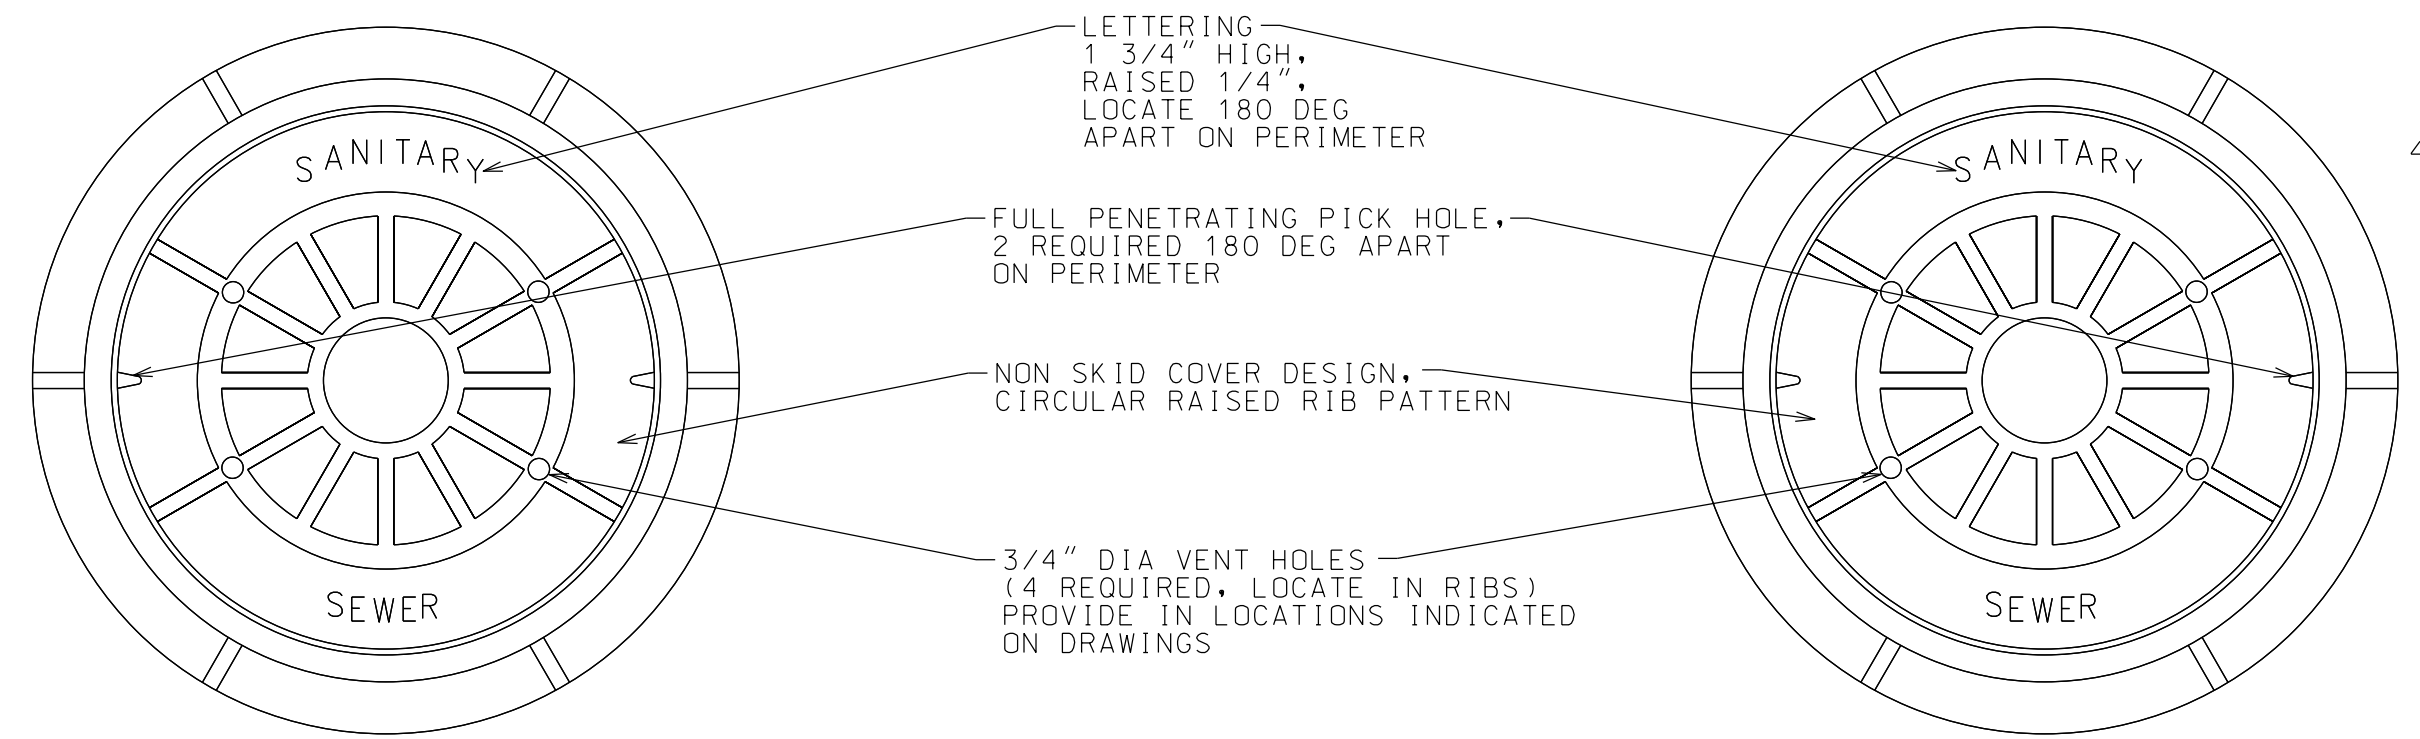 SANITARY
SEWER
LETTERING
1 3/4" HIGH,
RAISED 1/4",
LOCATE 180 DEG
APART ON PERIMETER
FULL PENETRATING PICK HOLE,
2 REQUIRED 180 DEG APART
ON PERIMETER
NON SKID COVER DESIGN,
CIRCULAR RAISED RIB PATTERN
3/4" DIA VENT HOLES
(4 REQUIRED, LOCATE IN RIBS)
PROVIDE IN LOCATIONS INDICATED
ON DRAWINGS
SANITARY
SEWER